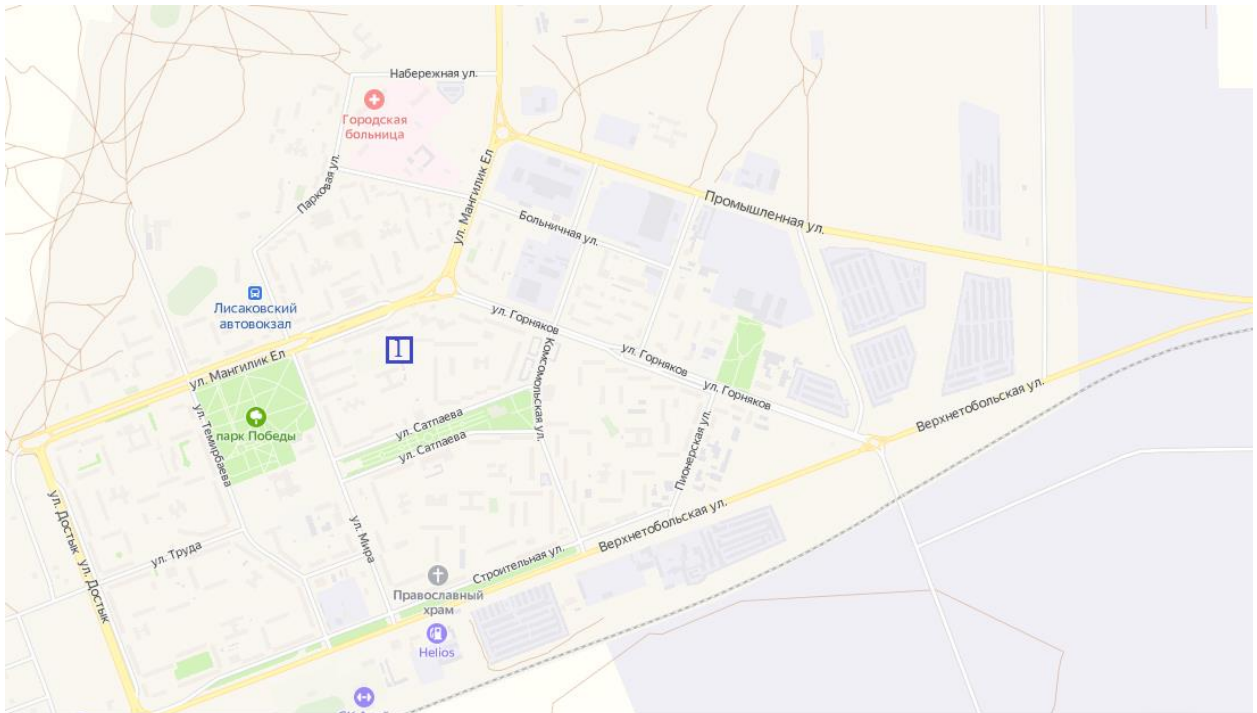 Набережная ул.
Городская
больница
Парковая ул.
ул. Мангилик Ел
Промышленная ул.
Больничная ул.
Лисаковский
автовокзал
ул. Горняков
1
Комсомольская ул.
ул. Горняков
ул. Мангилик Ел
ул. Горняков
Верхнетобольская ул.
парк Победы
ул. Темирбаева
ул. Сатпаева
ул. Сатпаева
Пионерская ул.
ул. Достык
ул. Мира
Верхнетобольская ул.
ул. Труда
Строительная ул.
ул. Достык
Православный
храм
Helios